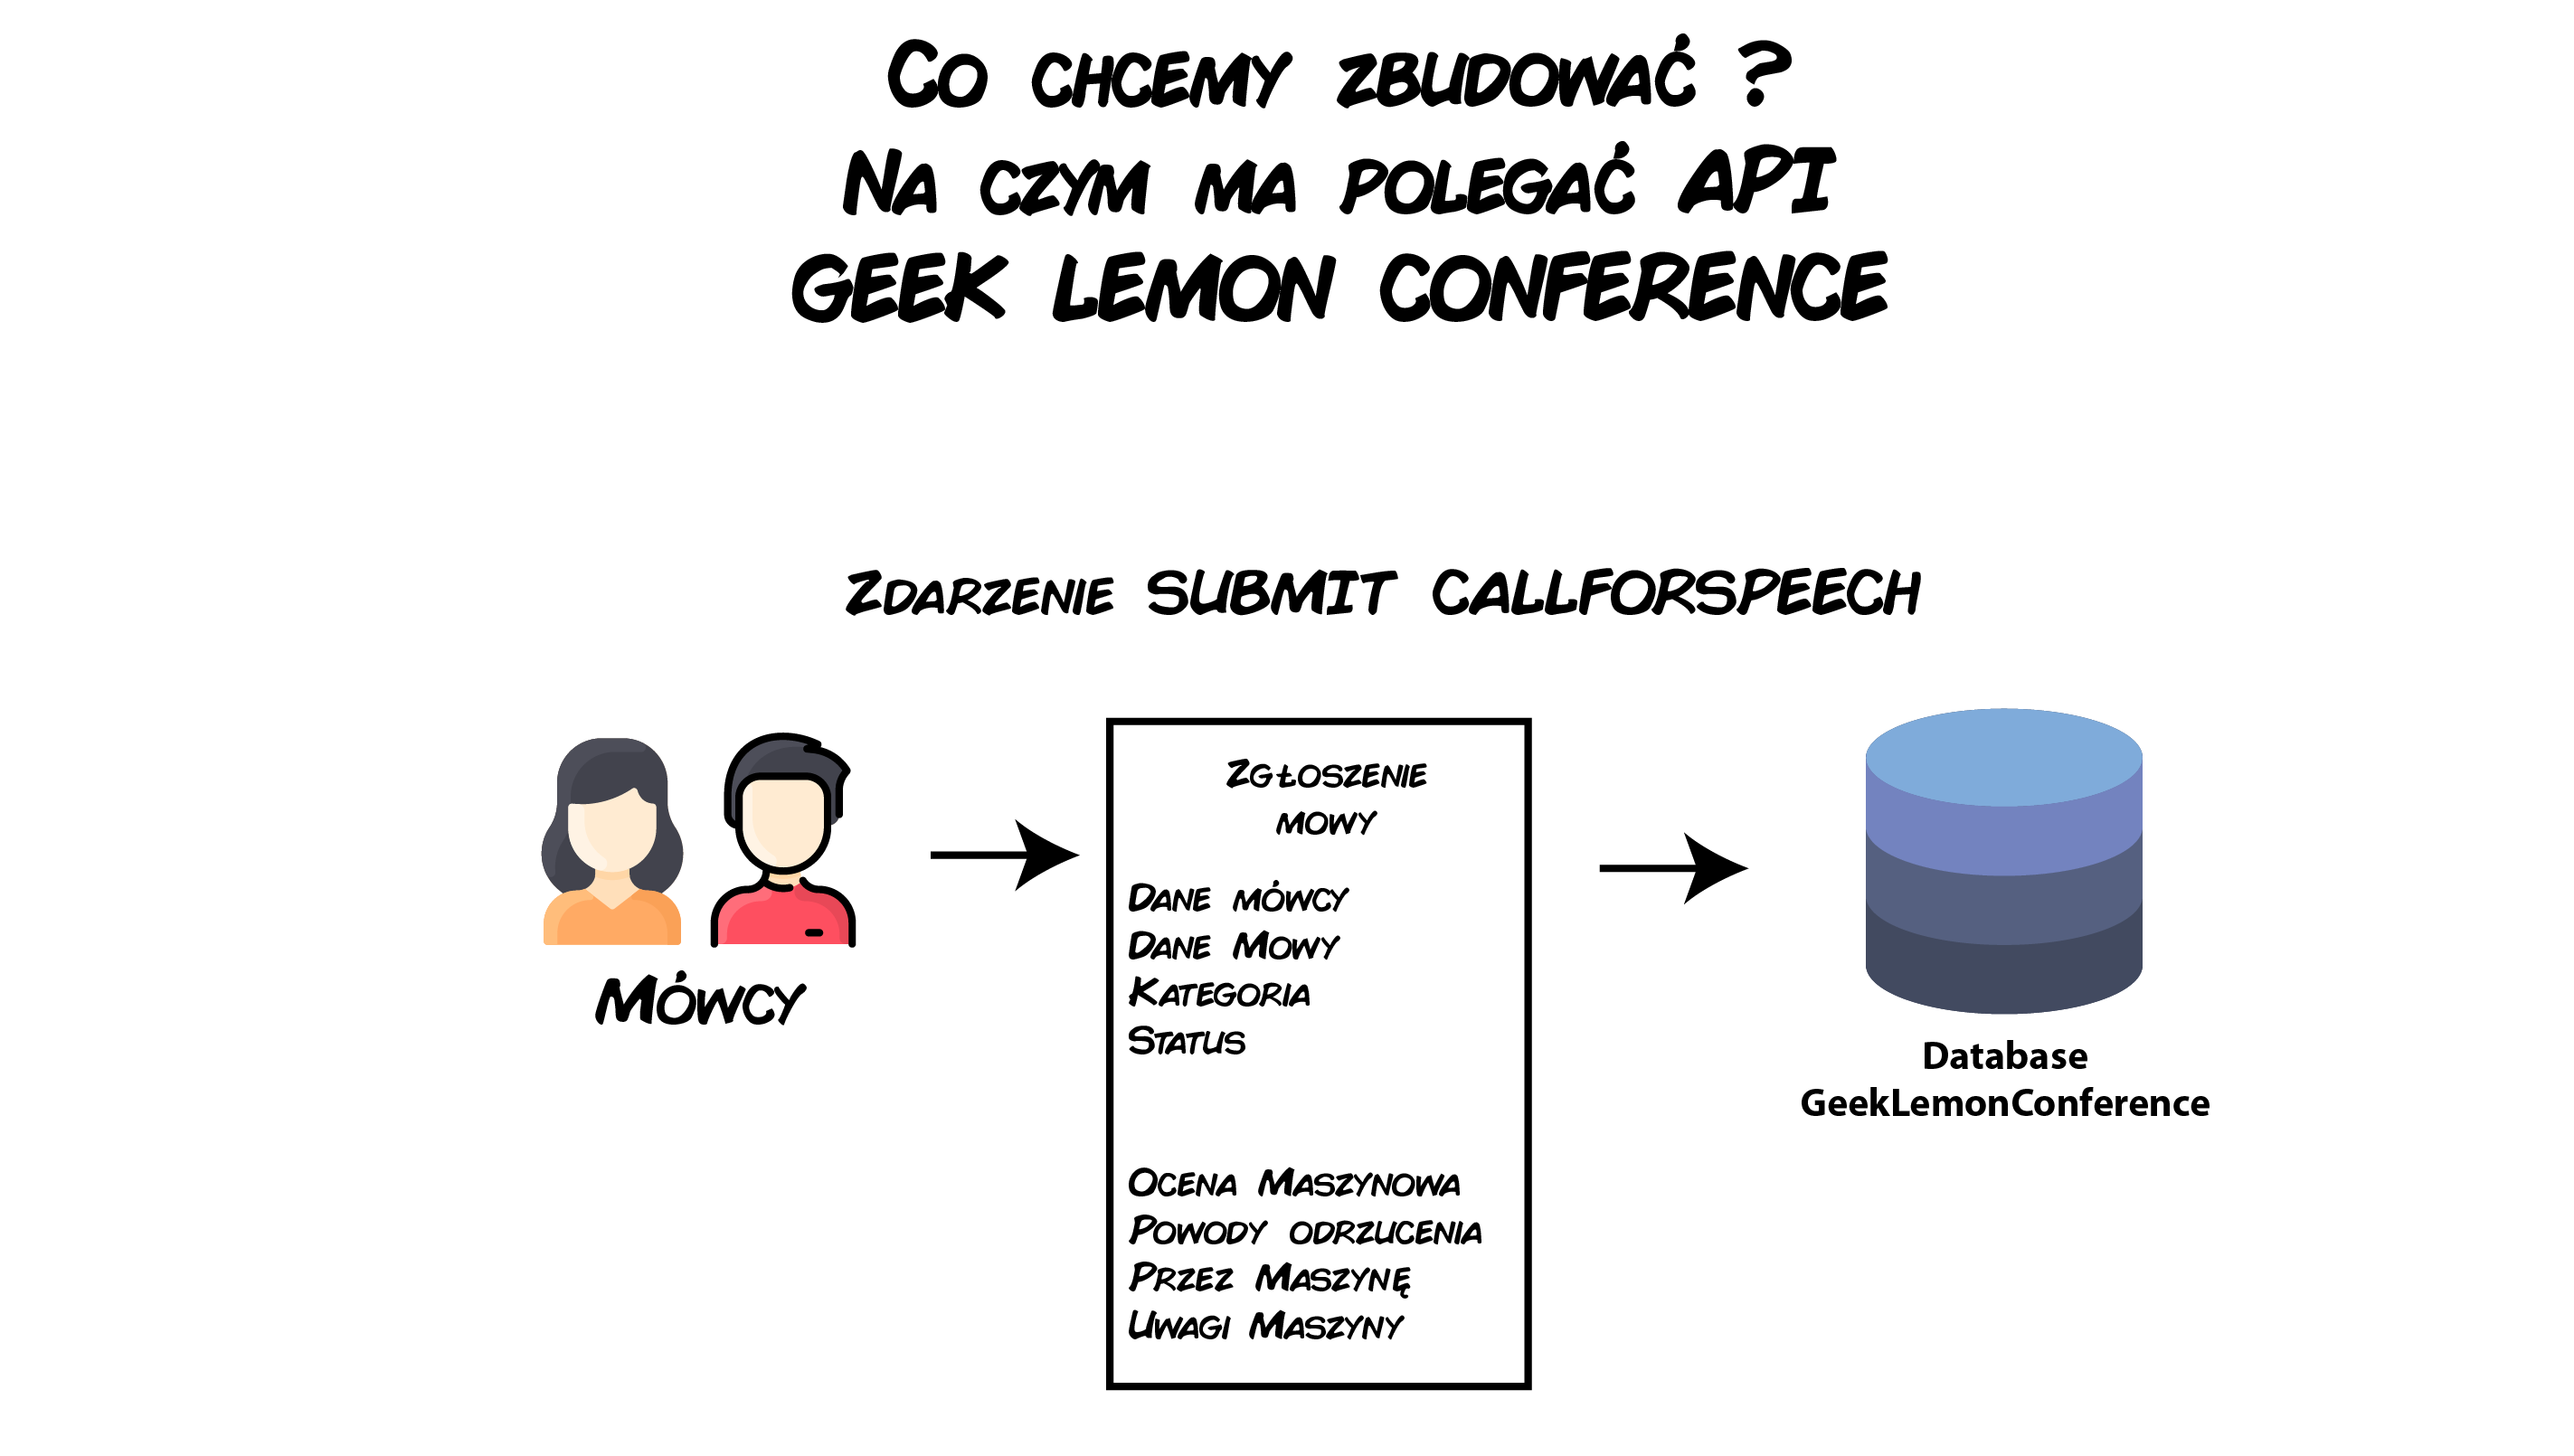 Co chcemy zbudować ?
Na czym ma polegać API
GEEK LEMON CONFERENCE
Zdarzenie SUBMIT CALLFORSPEECH
Zgłoszenie
mowy
Dane mówcy
Dane Mowy
Kategoria
Status
Mówcy
Ocena Maszynowa
Powody odrzucenia
Przez Maszynę
Uwagi Maszyny
Database
GeekLemonConference